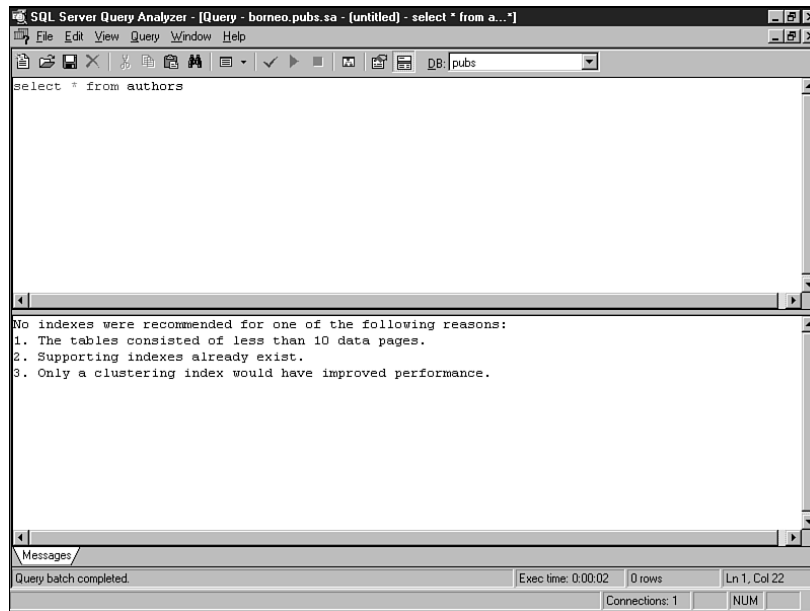 SQL Server Query Analyzer - [Query - borneo.pubs.sa - (untitled) - select * from a...*]
File Edit View Query Window Help
DB: pubs
select * from authors
No indexes were recommended for one of the following reasons:
1. The tables consisted of less than 10 data pages.
2. Supporting indexes already exist.
3. Only a clustering index would have improved performance.
Messages
Query batch completed. Exec time: 0:00:02 0 rows Ln 1, Col 22
Connections: 1 NUM